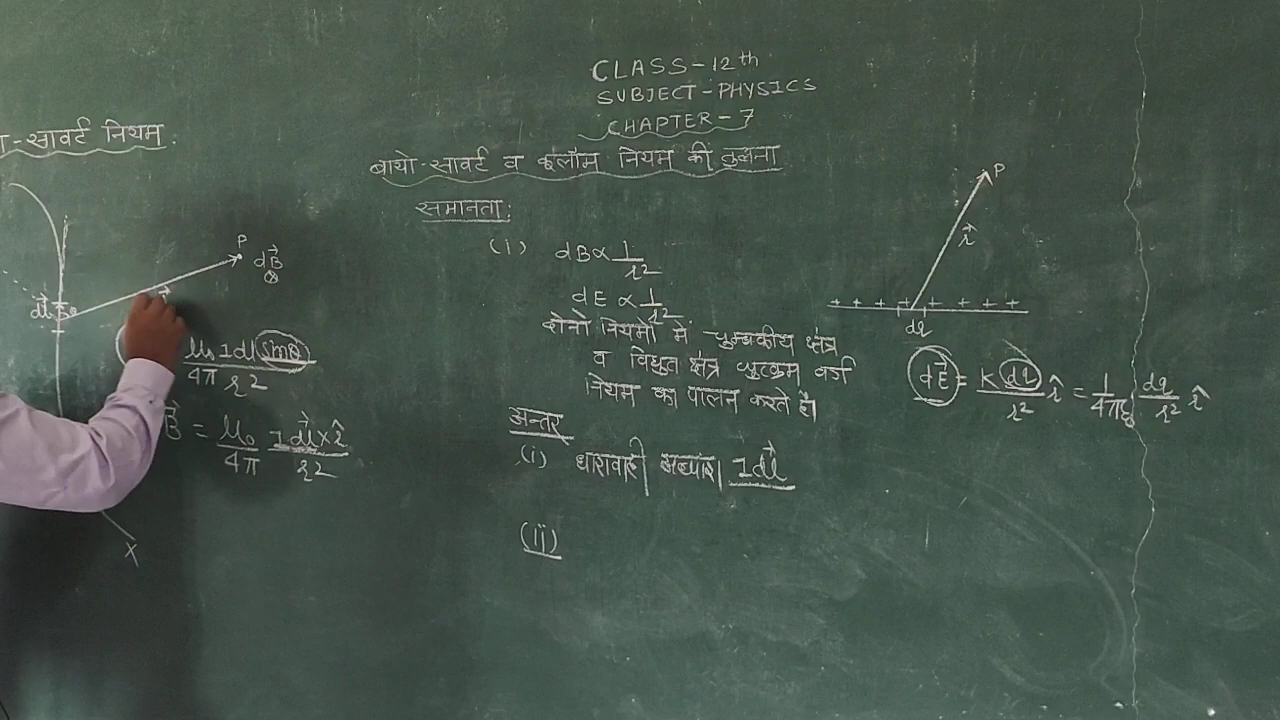 CLASS-12th
SUBJECT-PHYSICS
CHAPTER-7
-सावर्ट नियम.
बायो-सावर्ट व कूलॉम नियम की तुलना
समानता:
(i) dB∝1/r²
dE∝1/r²
दोनो नियमों में चुम्बकीय क्षेत्र
व विद्युत क्षेत्र व्युत्क्रम वर्ग
नियम का पालन करते है।
अन्तर
(i) धारावाही अल्पांश Idl⃗
(ii)
P
dB⃗
⊗
dl⃗
θ
μ₀ Idl sinθ
4π r²
B⃗ = μ₀/4π Idl⃗×r̂/r²
X
P
r⃗
+ + + + + + + +
dq
dE⃗ = K dq/r² r̂ = 1/4πε₀ dq/r² r̂